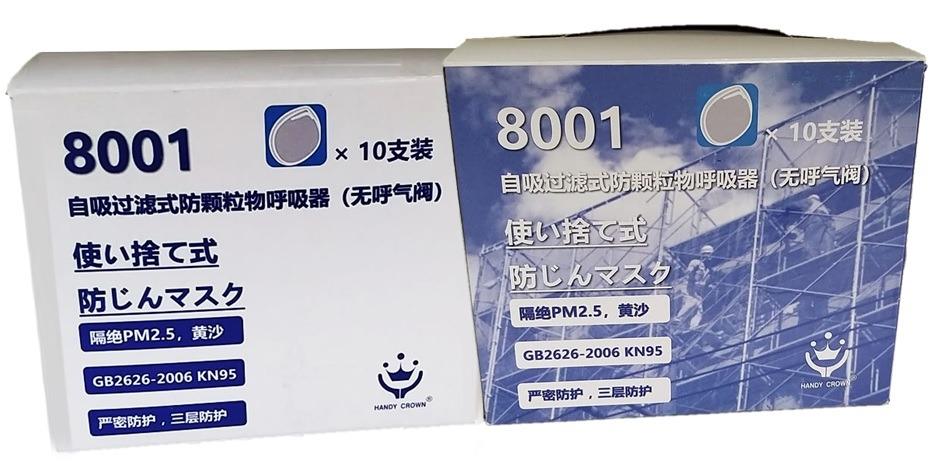 8001
× 10支装
自吸过滤式防颗粒物呼吸器（无呼气阀）
使い捨て式
防じんマスク
隔绝PM2.5，黄沙
GB2626-2006 KN95
严密防护，三层防护
HANDY CROWN®
8001
× 10支装
自吸过滤式防颗粒物呼吸器（无呼气阀）
使い捨て式
防じんマスク
隔绝PM2.5，黄沙
GB2626-2006 KN95
严密防护，三层防护
HANDY CROWN®